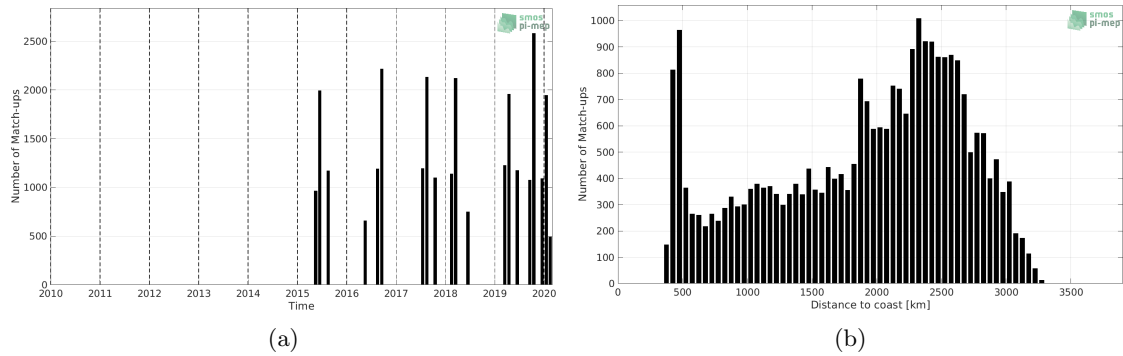 smos
pi-mep
Number of Match-ups
2500
2000
1500
1000
500
0
2010 2011 2012 2013 2014 2015 2016 2017 2018 2019 2020
Time
(a)
smos
pi-mep
Number of Match-ups
1000
900
800
700
600
500
400
300
200
100
0
0 500 1000 1500 2000 2500 3000 3500
Distance to coast [km]
(b)